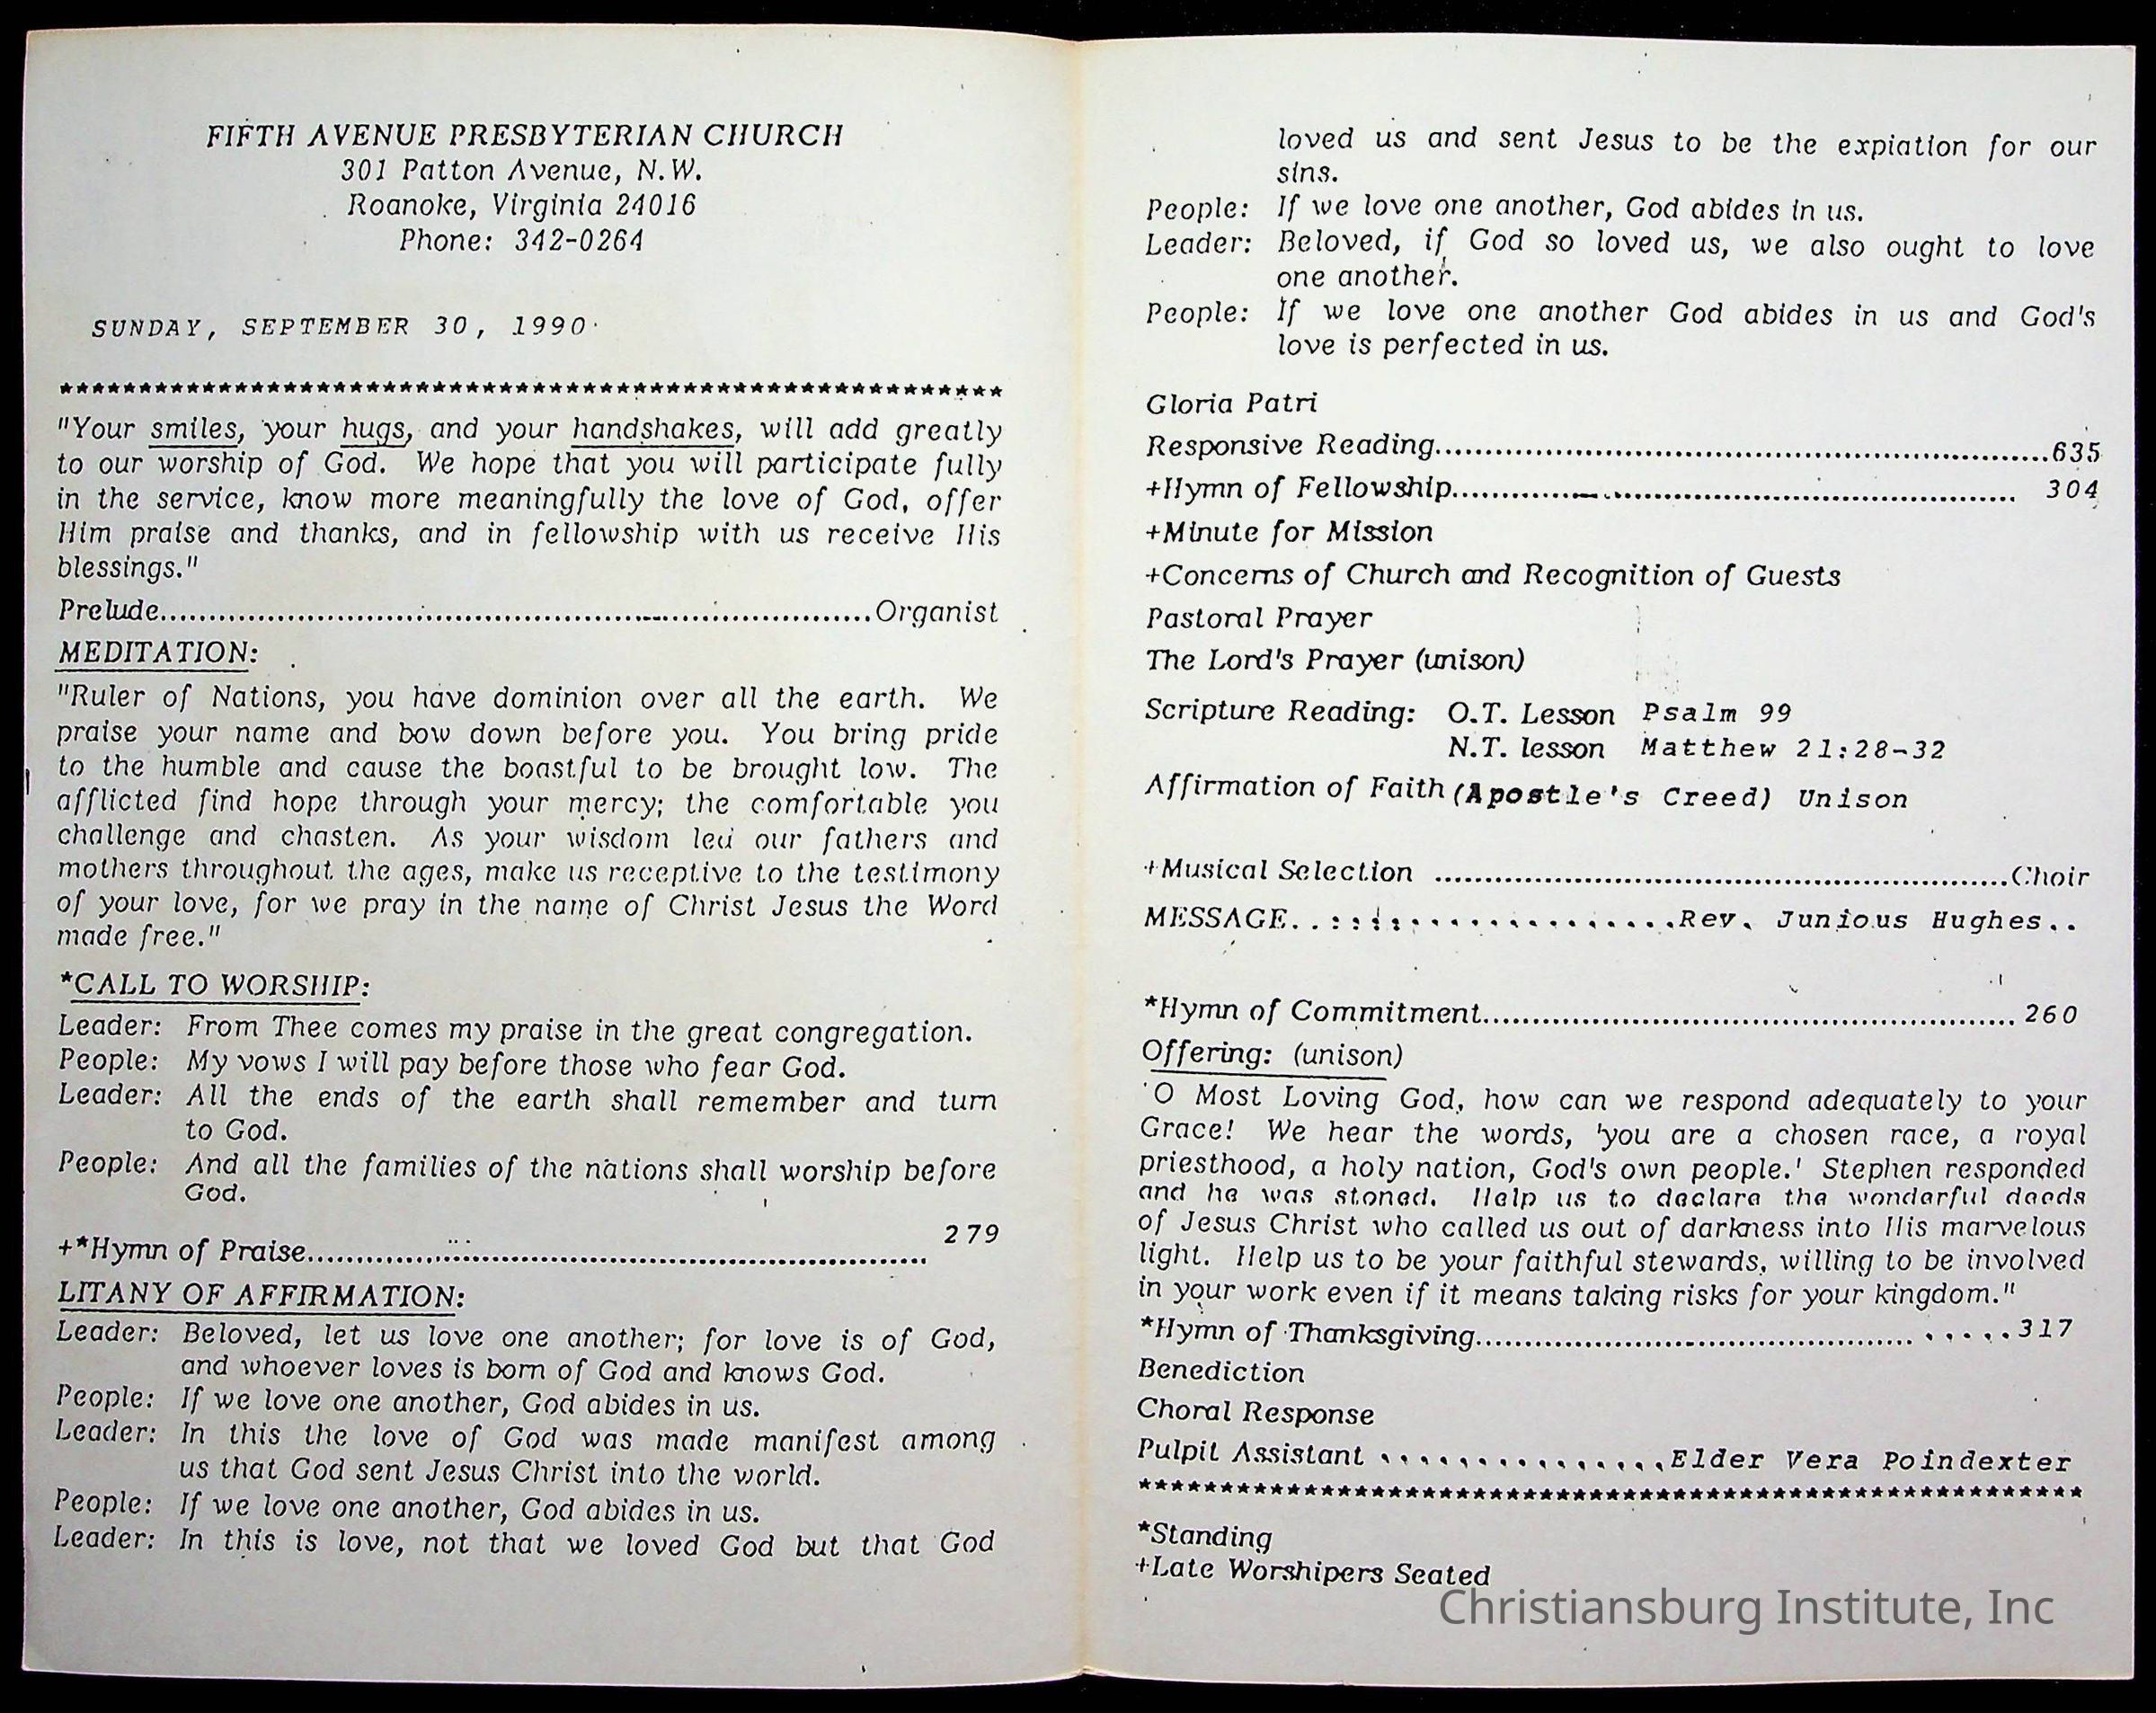 FIFTH AVENUE PRESBYTERIAN CHURCH
301 Patton Avenue, N.W.
Roanoke, Virginia 24016
Phone: 342-0264
SUNDAY, SEPTEMBER 30, 1990
************************************************************
"Your smiles, your hugs, and your handshakes, will add greatly
to our worship of God. We hope that you will participate fully
in the service, know more meaningfully the love of God, offer
Him praise and thanks, and in fellowship with us receive His
blessings."
Prelude..........................................................Organist
MEDITATION:
"Ruler of Nations, you have dominion over all the earth. We
praise your name and bow down before you. You bring pride
to the humble and cause the boastful to be brought low. The
afflicted find hope through your mercy; the comfortable you
challenge and chasten. As your wisdom led our fathers and
mothers throughout the ages, make us receptive to the testimony
of your love, for we pray in the name of Christ Jesus the Word
made free."
*CALL TO WORSHIP:
Leader: From Thee comes my praise in the great congregation.
People: My vows I will pay before those who fear God.
Leader: All the ends of the earth shall remember and turn
to God.
People: And all the families of the nations shall worship before
God.
+*Hymn of Praise.......................................................... 279
LITANY OF AFFIRMATION:
Leader: Beloved, let us love one another; for love is of God,
and whoever loves is born of God and knows God.
People: If we love one another, God abides in us.
Leader: In this the love of God was made manifest among
us that God sent Jesus Christ into the world.
People: If we love one another, God abides in us.
Leader: In this is love, not that we loved God but that God
loved us and sent Jesus to be the expiation for our
sins.
People: If we love one another, God abides in us.
Leader: Beloved, if God so loved us, we also ought to love
one another.
People: If we love one another God abides in us and God's
love is perfected in us.
Gloria Patri
Responsive Reading..........................................................635
+Hymn of Fellowship.......................................................... 304
+Minute for Mission
+Concerns of Church and Recognition of Guests
Pastoral Prayer
The Lord's Prayer (unison)
Scripture Reading: O.T. Lesson Psalm 99
N.T. lesson Matthew 21:28-32
Affirmation of Faith (Apostle's Creed) Unison
+Musical Selection ..........................................................Choir
MESSAGE......................Rev. Junious Hughes..
*Hymn of Commitment.......................................................... 260
Offering: (unison)
'O Most Loving God, how can we respond adequately to your
Grace! We hear the words, 'you are a chosen race, a royal
priesthood, a holy nation, God's own people.' Stephen responded
and he was stoned. Help us to declare the wonderful deeds
of Jesus Christ who called us out of darkness into His marvelous
light. Help us to be your faithful stewards, willing to be involved
in your work even if it means taking risks for your kingdom."
*Hymn of Thanksgiving..........................................................317
Benediction
Choral Response
Pulpit Assistant ................Elder Vera Poindexter
************************************************************
*Standing
+Late Worshipers Seated
Christiansburg Institute, Inc